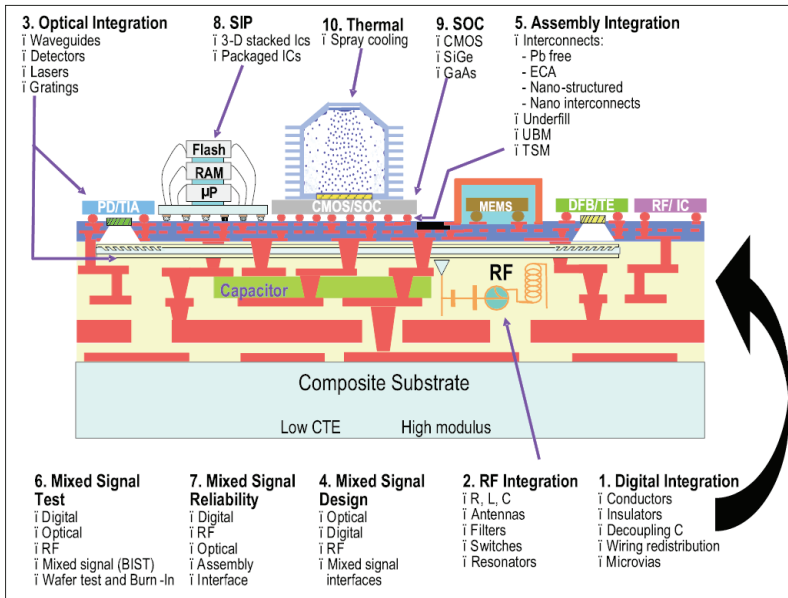 3. Optical Integration
ï Waveguides
ï Detectors
ï Lasers
ï Gratings
8. SIP
ï 3-D stacked Ics
ï Packaged ICs
10. Thermal
ï Spray cooling
9. SOC
ï CMOS
ï SiGe
ï GaAs
5. Assembly Integration
ï Interconnects:
- Pb free
- ECA
- Nano-structured
- Nano interconnects
ï Underfill
ï UBM
ï TSM
Flash
RAM
µP
PD/TIA
CMOS/SOC
MEMS
DFB/TE
RF/ IC
RF
Capacitor
Composite Substrate
Low CTE
High modulus
6. Mixed Signal
Test
ï Digital
ï Optical
ï RF
ï Mixed signal (BIST)
ï Wafer test and Burn -In
7. Mixed Signal
Reliability
ï Digital
ï RF
ï Optical
ï Assembly
ï Interface
4. Mixed Signal
Design
ï Optical
ï Digital
ï RF
ï Mixed signal
interfaces
2. RF Integration
ï R, L, C
ï Antennas
ï Filters
ï Switches
ï Resonators
1. Digital Integration
ï Conductors
ï Insulators
ï Decoupling C
ï Wiring redistribution
ï Microvias